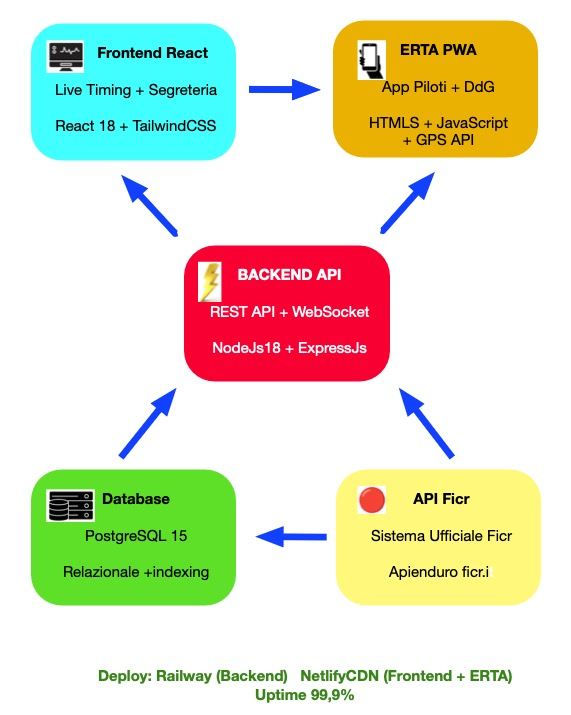 Frontend React
Live Timing + Segreteria
React 18 + TailwindCSS
ERTA PWA
App Piloti + DdG
HTMLS + JavaScript
+ GPS API
BACKEND API
REST API + WebSocket
NodeJs18 + ExpressJs
Database
PostgreSQL 15
Relazionale +indexing
API Ficr
Sistema Ufficiale Ficr
Apienduro ficr.it
Deploy: Railway (Backend) NetlifyCDN (Frontend + ERTA)
Uptime 99,9%